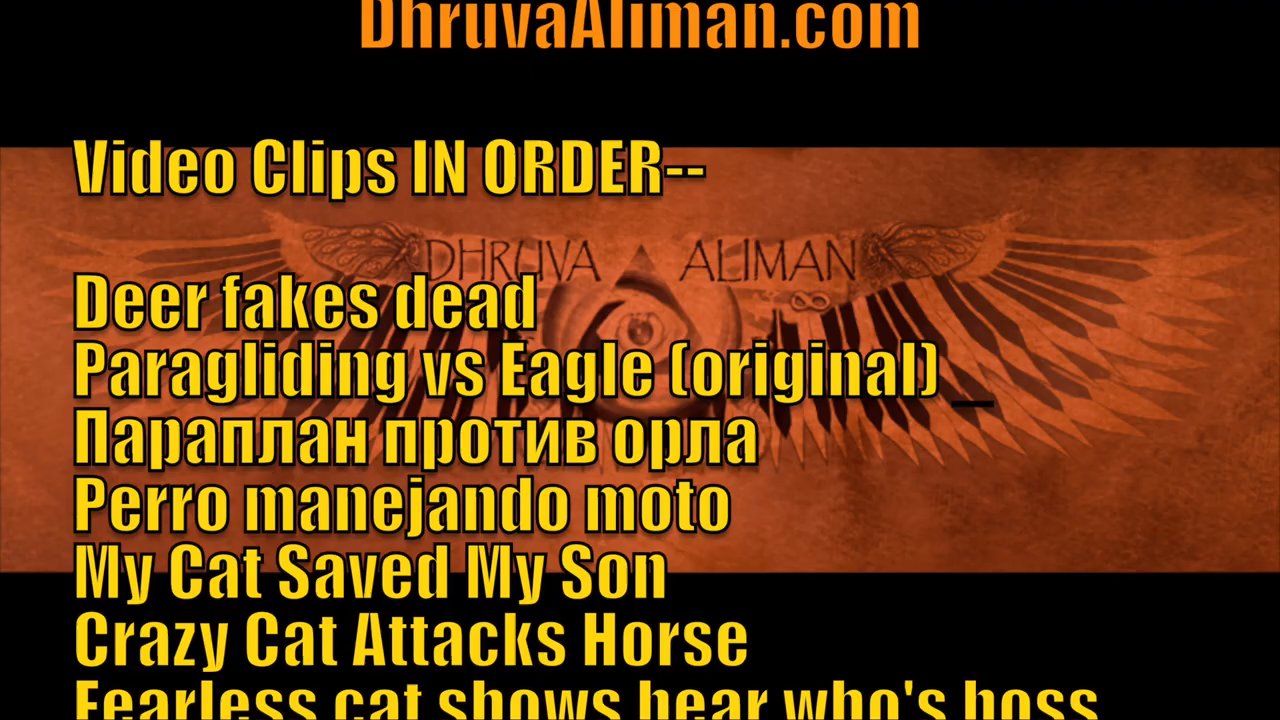 DhruvaAliman.com
Video Clips IN ORDER--
DHRUVA ALIMAN
Deer fakes dead
Paragliding vs Eagle (original) _
Параплан против орла
Perro manejando moto
My Cat Saved My Son
Crazy Cat Attacks Horse
Fearless cat shows bear who's boss